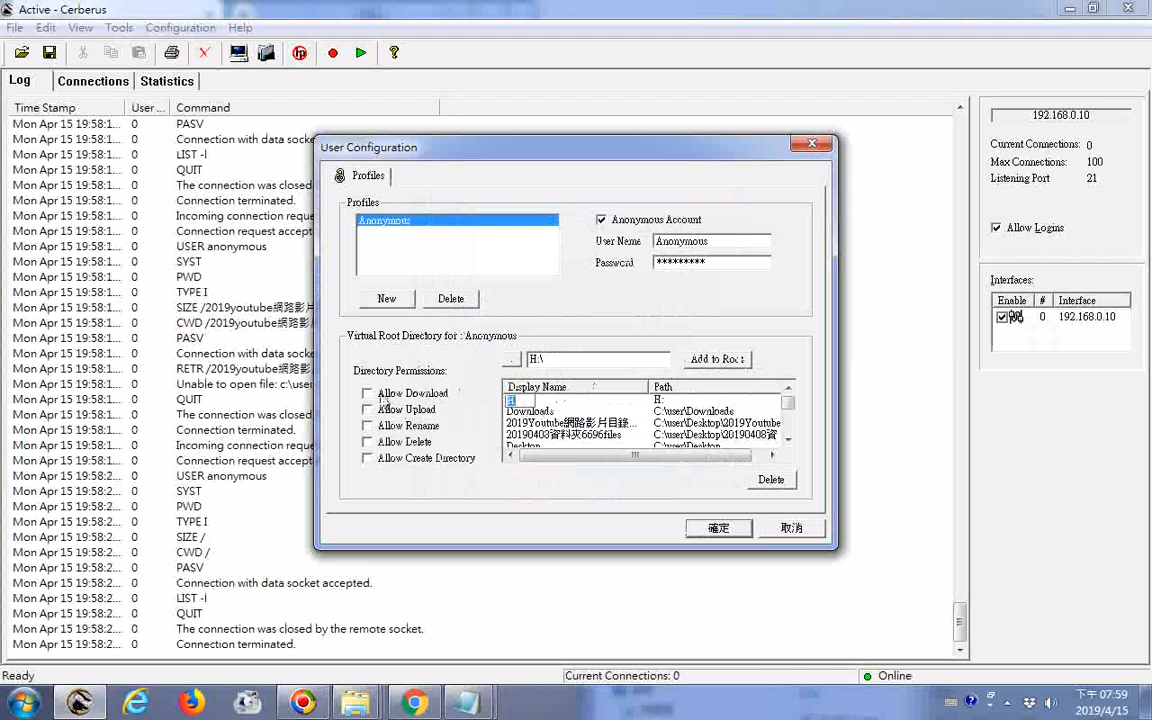 Active - Cerberus
File Edit View Tools Configuration Help
Log Connections Statistics
Time Stamp User ... Command
Mon Apr 15 19:58:1... 0 PASV
Mon Apr 15 19:58:1... 0 Connection with data socke
Mon Apr 15 19:58:1... 0 LIST -l
Mon Apr 15 19:58:1... 0 QUIT
Mon Apr 15 19:58:1... 0 The connection was closed
Mon Apr 15 19:58:1... 0 Connection terminated.
Mon Apr 15 19:58:1... 0 Incoming connection reque
Mon Apr 15 19:58:1... 0 Connection request accept
Mon Apr 15 19:58:1... 0 USER anonymous
Mon Apr 15 19:58:1... 0 SYST
Mon Apr 15 19:58:1... 0 PWD
Mon Apr 15 19:58:1... 0 TYPE I
Mon Apr 15 19:58:1... 0 SIZE /2019youtube網路影片
Mon Apr 15 19:58:1... 0 CWD /2019youtube網路影片
Mon Apr 15 19:58:1... 0 PASV
Mon Apr 15 19:58:1... 0 Connection with data socke
Mon Apr 15 19:58:1... 0 RETR /2019youtube網路影片
Mon Apr 15 19:58:1... 0 Unable to open file: c:\user
Mon Apr 15 19:58:1... 0 QUIT
Mon Apr 15 19:58:1... 0 The connection was closed
Mon Apr 15 19:58:1... 0 Connection terminated.
Mon Apr 15 19:58:2... 0 Incoming connection reque
Mon Apr 15 19:58:2... 0 Connection request accept
Mon Apr 15 19:58:2... 0 USER anonymous
Mon Apr 15 19:58:2... 0 SYST
Mon Apr 15 19:58:2... 0 PWD
Mon Apr 15 19:58:2... 0 TYPE I
Mon Apr 15 19:58:2... 0 SIZE /
Mon Apr 15 19:58:2... 0 CWD /
Mon Apr 15 19:58:2... 0 PASV
Mon Apr 15 19:58:2... 0 Connection with data socket accepted.
Mon Apr 15 19:58:2... 0 LIST -l
Mon Apr 15 19:58:2... 0 QUIT
Mon Apr 15 19:58:2... 0 The connection was closed by the remote socket.
Mon Apr 15 19:58:2... 0 Connection terminated.
User Configuration
Profiles
Profiles
Anonymous
Anonymous Account
User Name Anonymous
Password *********
New Delete
Virtual Root Directory for : Anonymous
. H:\ Add to Root
Directory Permissions:
Allow Download
Allow Upload
Allow Rename
Allow Delete
Allow Create Directory
Display Name Path
H H:
Downloads C:\user\Downloads
2019Youtube網路影片目錄... C:\user\Desktop\2019Youtube
20190408資料夾6696files C:\user\Desktop\20190408資
Desktop C:\user\Desktop
Delete
確定 取消
192.168.0.10
Current Connections: 0
Max Connections: 100
Listening Port 21
Allow Logins
Interfaces:
Enable # Interface
0 192.168.0.10
Ready Current Connections: 0 Online
下午 07:59
2019/4/15